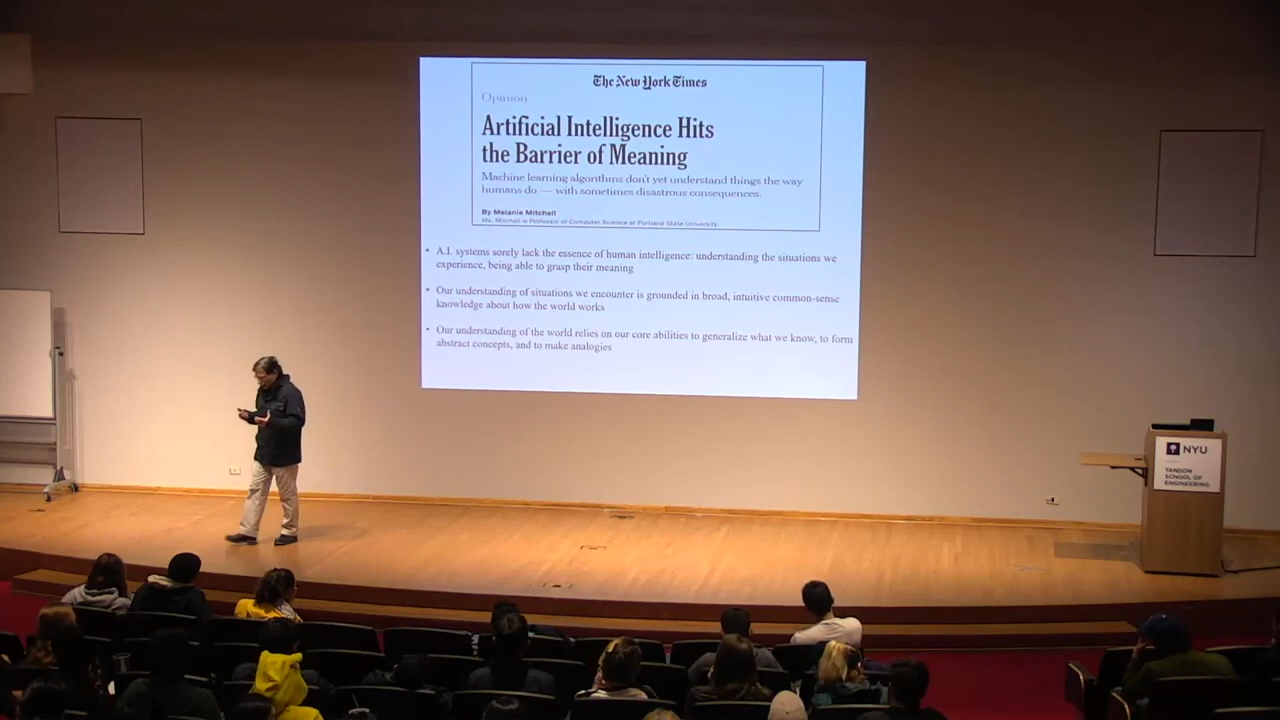 The New York Times
Opinion
Artificial Intelligence Hits
the Barrier of Meaning
Machine learning algorithms don't yet understand things the way
humans do — with sometimes disastrous consequences.
By Melanie Mitchell
Ms. Mitchell is Professor of Computer Science at Portland State University.
• A.I. systems sorely lack the essence of human intelligence: understanding the situations we
experience, being able to grasp their meaning
• Our understanding of situations we encounter is grounded in broad, intuitive common-sense
knowledge about how the world works
• Our understanding of the world relies on our core abilities to generalize what we know, to form
abstract concepts, and to make analogies
NYU
TANDON
SCHOOL OF
ENGINEERING